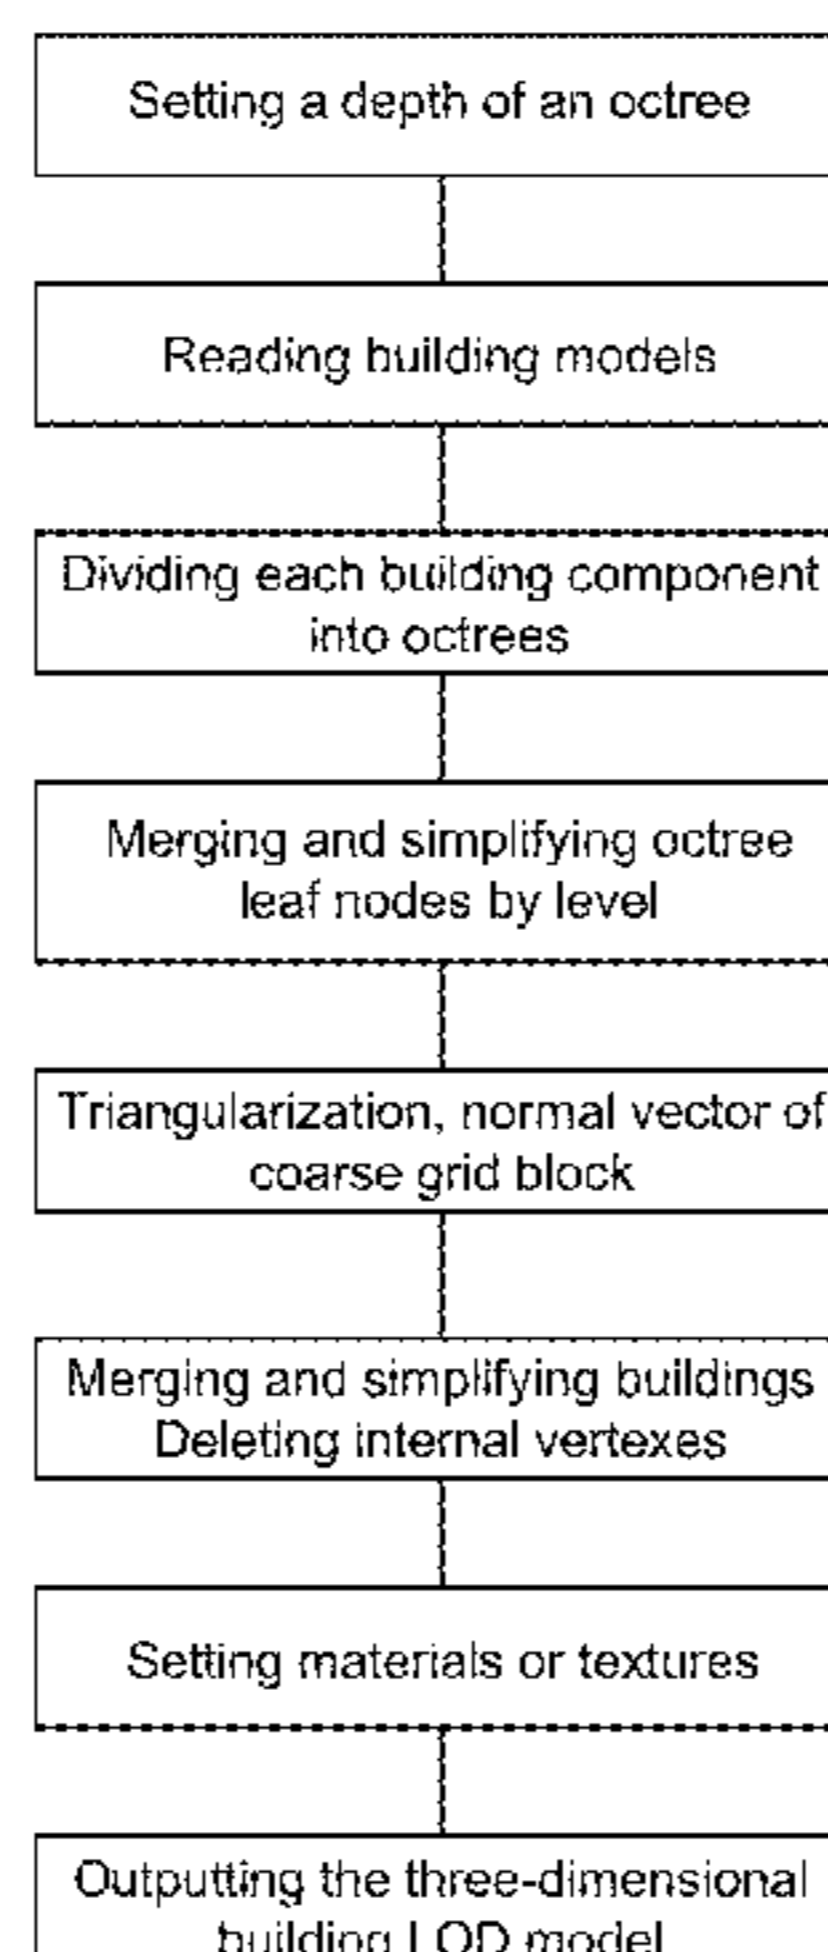 Setting a depth of an octree
Reading building models
Dividing each building component
into octrees
Merging and simplifying octree
leaf nodes by level
Triangularization, normal vector of
coarse grid block
Merging and simplifying buildings
Deleting internal vertexes
Setting materials or textures
Outputting the three-dimensional
building LOD model